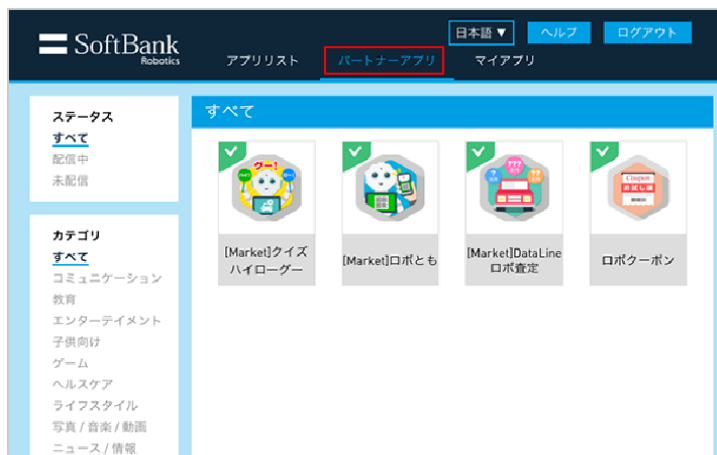 SoftBank
Robotics
日本語▼
ヘルプ
ログアウト
アプリリスト
パートナーアプリ
マイアプリ
ステータス
すべて
配信中
未配信
カテゴリ
すべて
コミュニケーション
教育
エンターテイメント
子供向け
ゲーム
ヘルスケア
ライフスタイル
写真 / 音楽 / 動画
ニュース / 情報
すべて
グー!
[Market]クイズ
ハイローグー
[Market]ロボとも
???
?
?
[Market]DataLine
ロボ査定
Coupon
お試し版
ロボクーポン